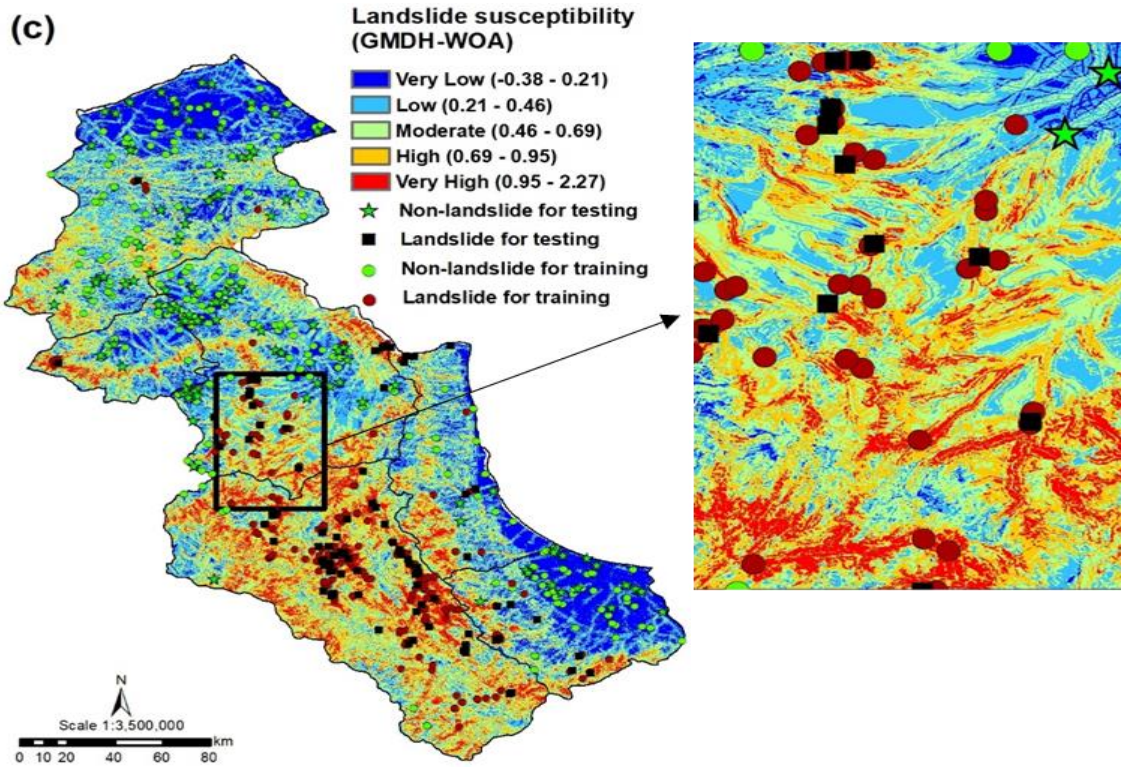 (c)
Landslide susceptibility
(GMDH-WOA)
Very Low (-0.38 - 0.21)
Low (0.21 - 0.46)
Moderate (0.46 - 0.69)
High (0.69 - 0.95)
Very High (0.95 - 2.27)
Non-landslide for testing
Landslide for testing
Non-landslide for training
Landslide for training
N
Scale 1:3,500,000
km
0 10 20 40 60 80